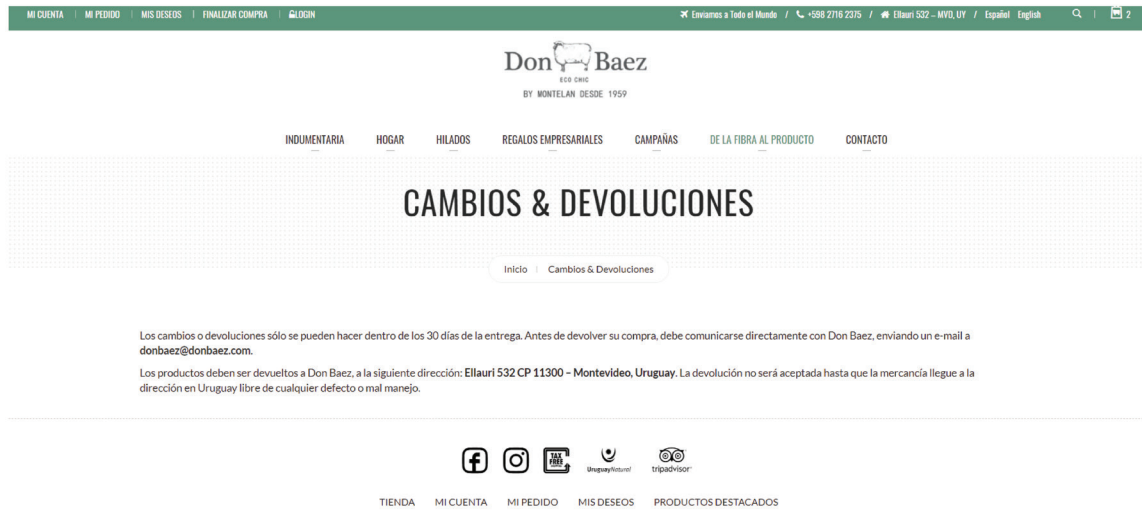 MI CUENTA | MI PEDIDO | MIS DESEOS | FINALIZAR COMPRA | LOGIN
Enviamos a Todo el Mundo / +598 2716 2375 / Ellauri 532 – MVD, UY / Español English | 2
Don Baez
ECO CHIC
BY MONTELAN DESDE 1959
INDUMENTARIA HOGAR HILADOS REGALOS EMPRESARIALES CAMPAÑAS DE LA FIBRA AL PRODUCTO CONTACTO
CAMBIOS & DEVOLUCIONES
Inicio | Cambios & Devoluciones
Los cambios o devoluciones sólo se pueden hacer dentro de los 30 días de la entrega. Antes de devolver su compra, debe comunicarse directamente con Don Baez, enviando un e-mail a
donbaez@donbaez.com.
Los productos deben ser devueltos a Don Baez, a la siguiente dirección: Ellauri 532 CP 11300 – Montevideo, Uruguay. La devolución no será aceptada hasta que la mercancía llegue a la
dirección en Uruguay libre de cualquier defecto o mal manejo.
TAX
FREE
UruguayNatural
tripadvisor
TIENDA MI CUENTA MI PEDIDO MIS DESEOS PRODUCTOS DESTACADOS